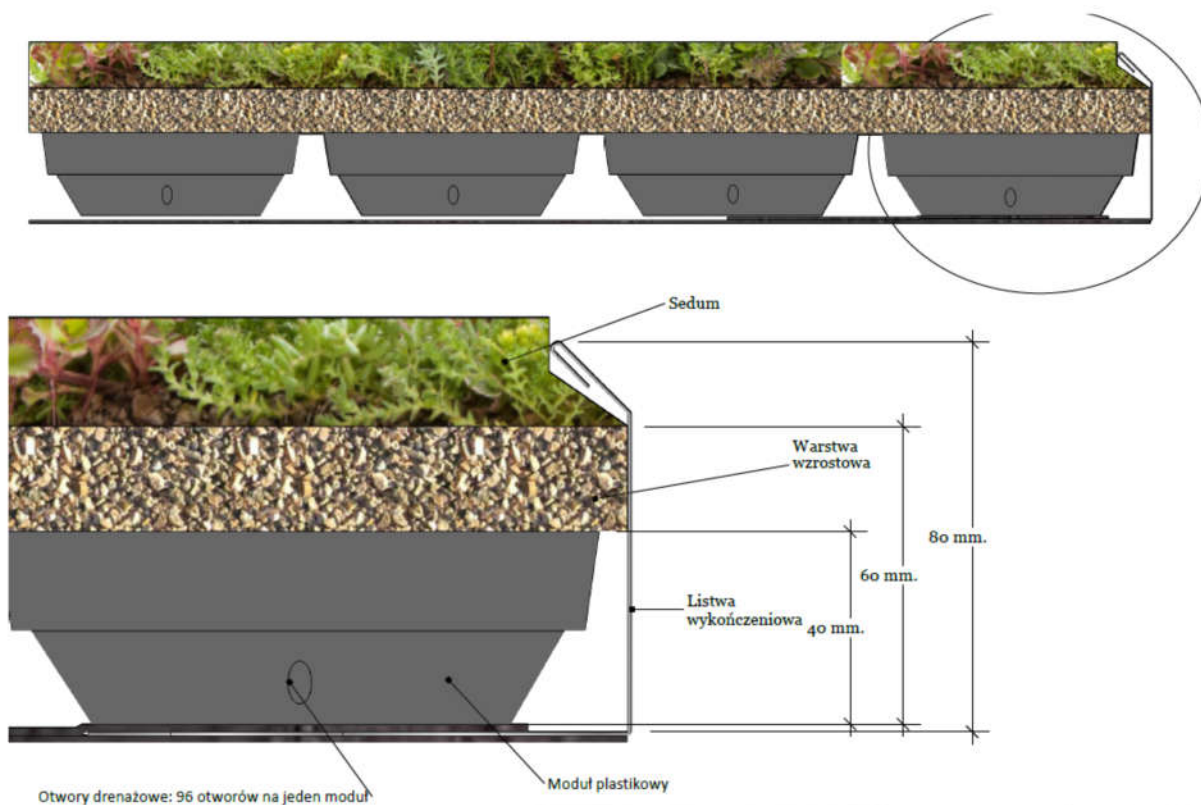 Sedum
Warstwa
wzrostowa
80 mm.
60 mm.
Listwa
wykończeniowa
40 mm.
Moduł plastikowy
Otwory drenażowe: 96 otworów na jeden moduł